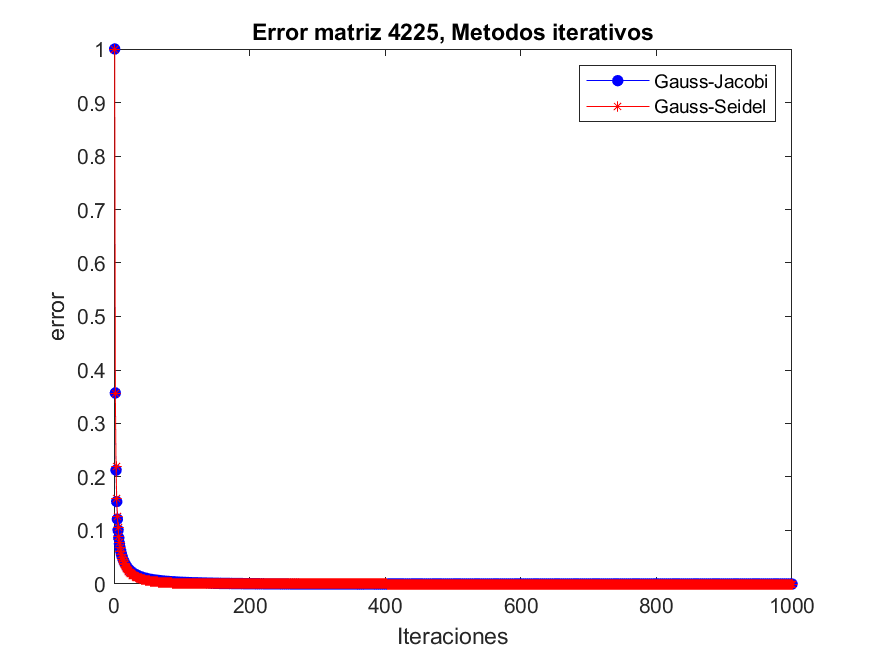 Error matriz 4225, Metodos iterativos
Gauss-Jacobi
Gauss-Seidel
1
0.9
0.8
0.7
0.6
0.5
0.4
0.3
0.2
0.1
0
error
0 200 400 600 800 1000
Iteraciones